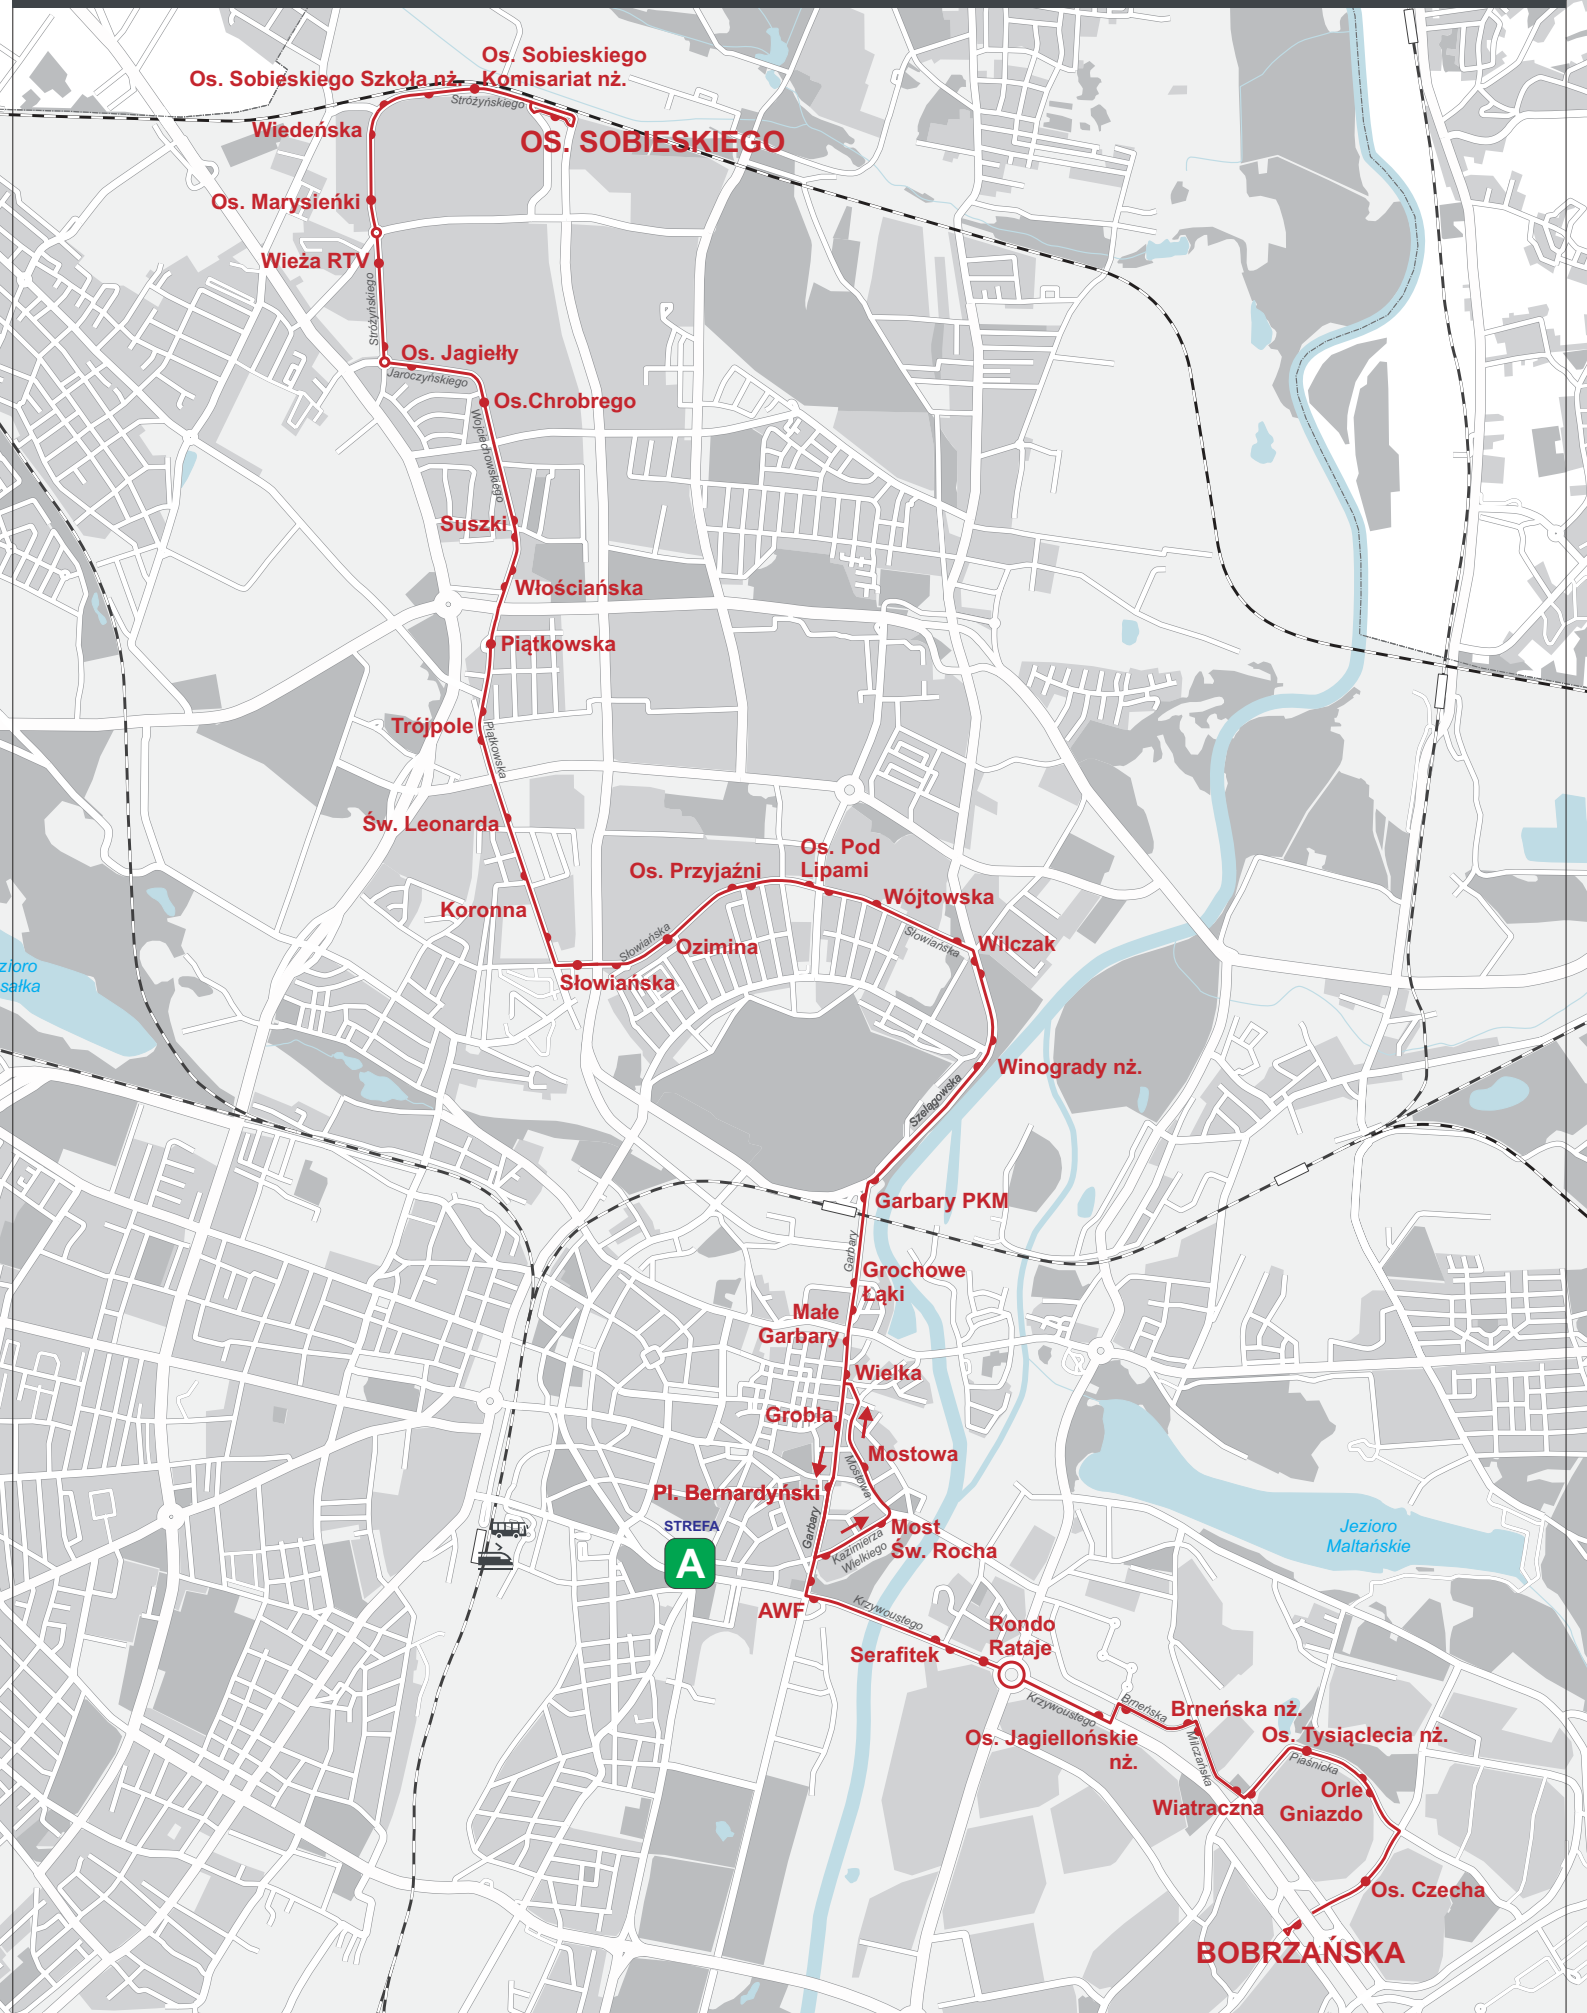 Os. Sobieskiego
Komisariat nż.
Os. Sobieskiego Szkoła nż.
Stróżyńskiego
OS. SOBIESKIEGO
Wiedeńska
Os. Marysieńki
Wieża RTV
Stróżyńskiego
Os. Jagiełły
Jaroczyńskiego
Os.Chrobrego
Wojciechowskiego
Suszki
Włościańska
Piątkowska
Trójpole
Piątkowska
Św. Leonarda
Os. Pod
Lipami
Os. Przyjaźni
Wójtowska
Koronna
Słowiańska
Słowiańska
Wilczak
Ozimina
zioro
sałka
Słowiańska
Winogrady nż.
Szelągowska
Garbary PKM
Garbary
Grochowe
Łąki
Małe
Garbary
Wielka
Grobla
Mostowa
Mostowa
Pl. Bernardyński
STREFA
A
Garbary
Most
Św. Rocha
Kazimierza
Wielkiego
Jezioro
Maltańskie
AWF
Krzywoustego
Rondo
Rataje
Serafitek
Krzywoustego
Brneńska
Brneńska nż.
Os. Jagiellońskie
nż.
Milczańska
Os. Tysiąclecia nż.
Piaśnicka
Orle
Gniazdo
Wiatraczna
Os. Czecha
BOBRZAŃSKA